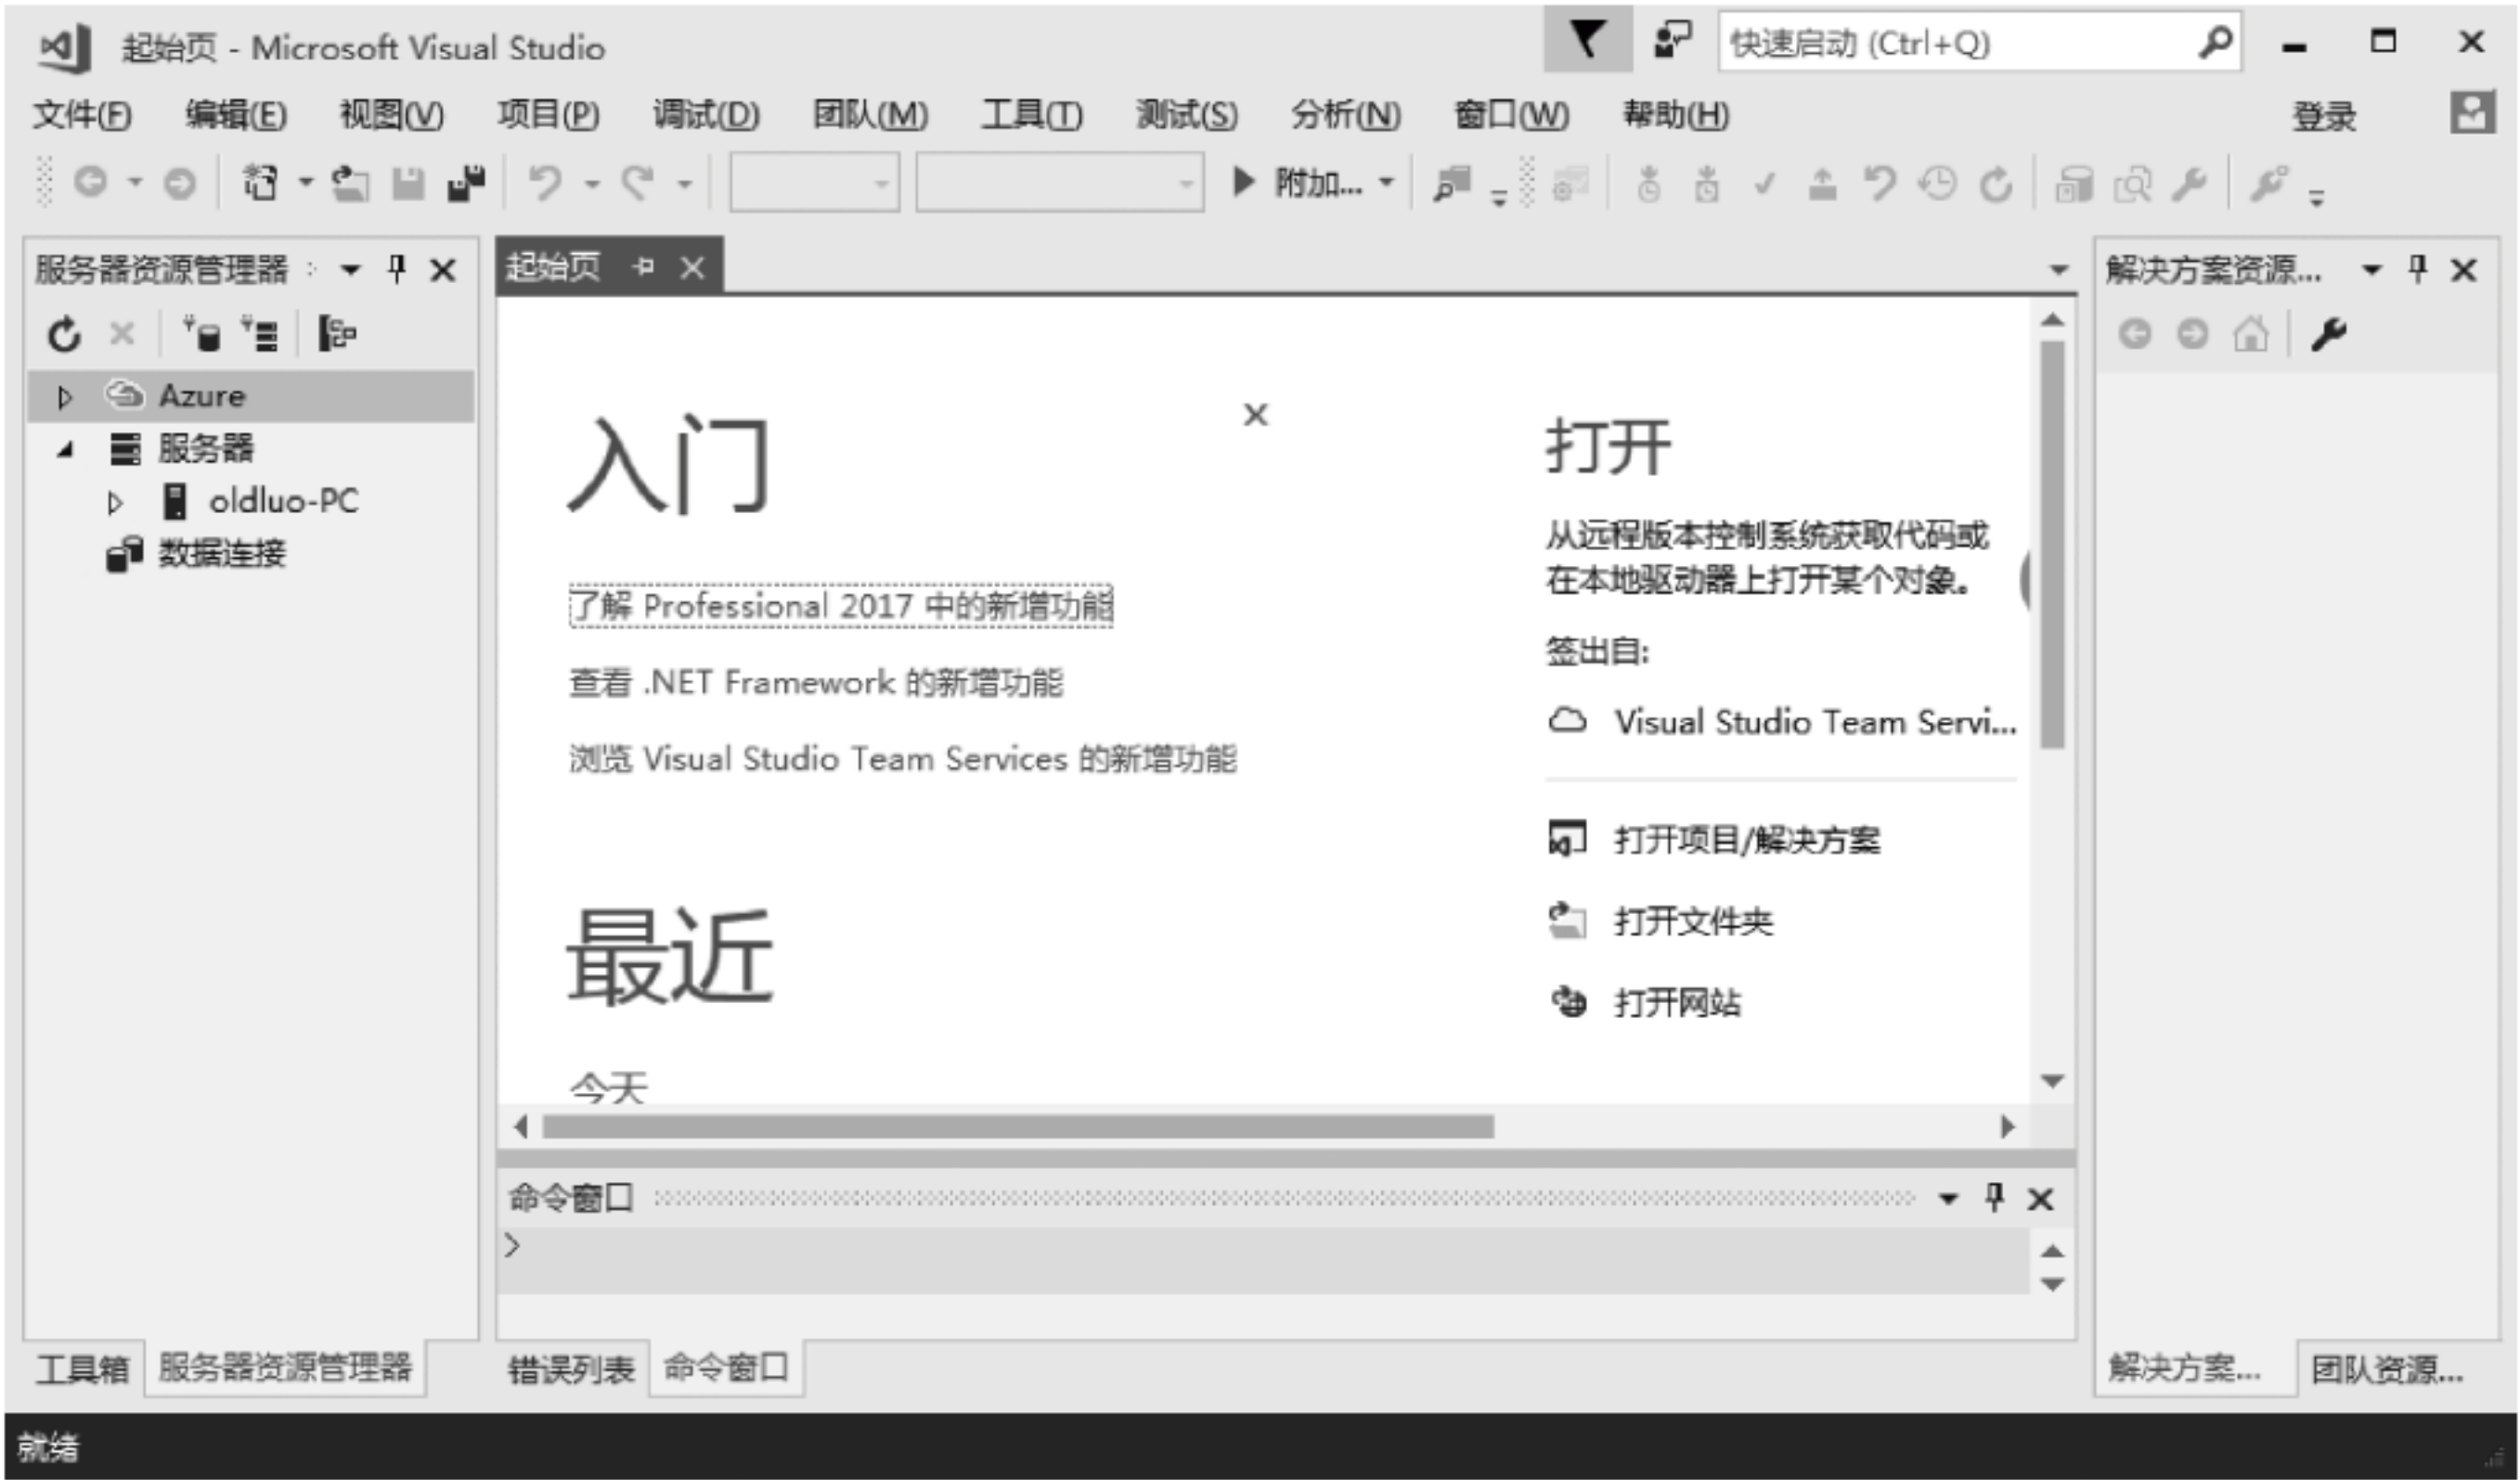 起始页 - Microsoft Visual Studio
快速启动 (Ctrl+Q)
文件(F) 编辑(E) 视图(V) 项目(P) 调试(D) 团队(M) 工具(T) 测试(S) 分析(N) 窗口(W) 帮助(H) 登录
附加...
服务器资源管理器
Azure
服务器
oldluo-PC
数据连接
起始页
入门
了解 Professional 2017 中的新增功能
查看 .NET Framework 的新增功能
浏览 Visual Studio Team Services 的新增功能
最近
今天
打开
从远程版本控制系统获取代码或
在本地驱动器上打开某个对象。
签出自:
Visual Studio Team Servi...
打开项目/解决方案
打开文件夹
打开网站
命令窗口
>
解决方案资源...
工具箱 服务器资源管理器
错误列表 命令窗口
解决方案... 团队资源...
就绪